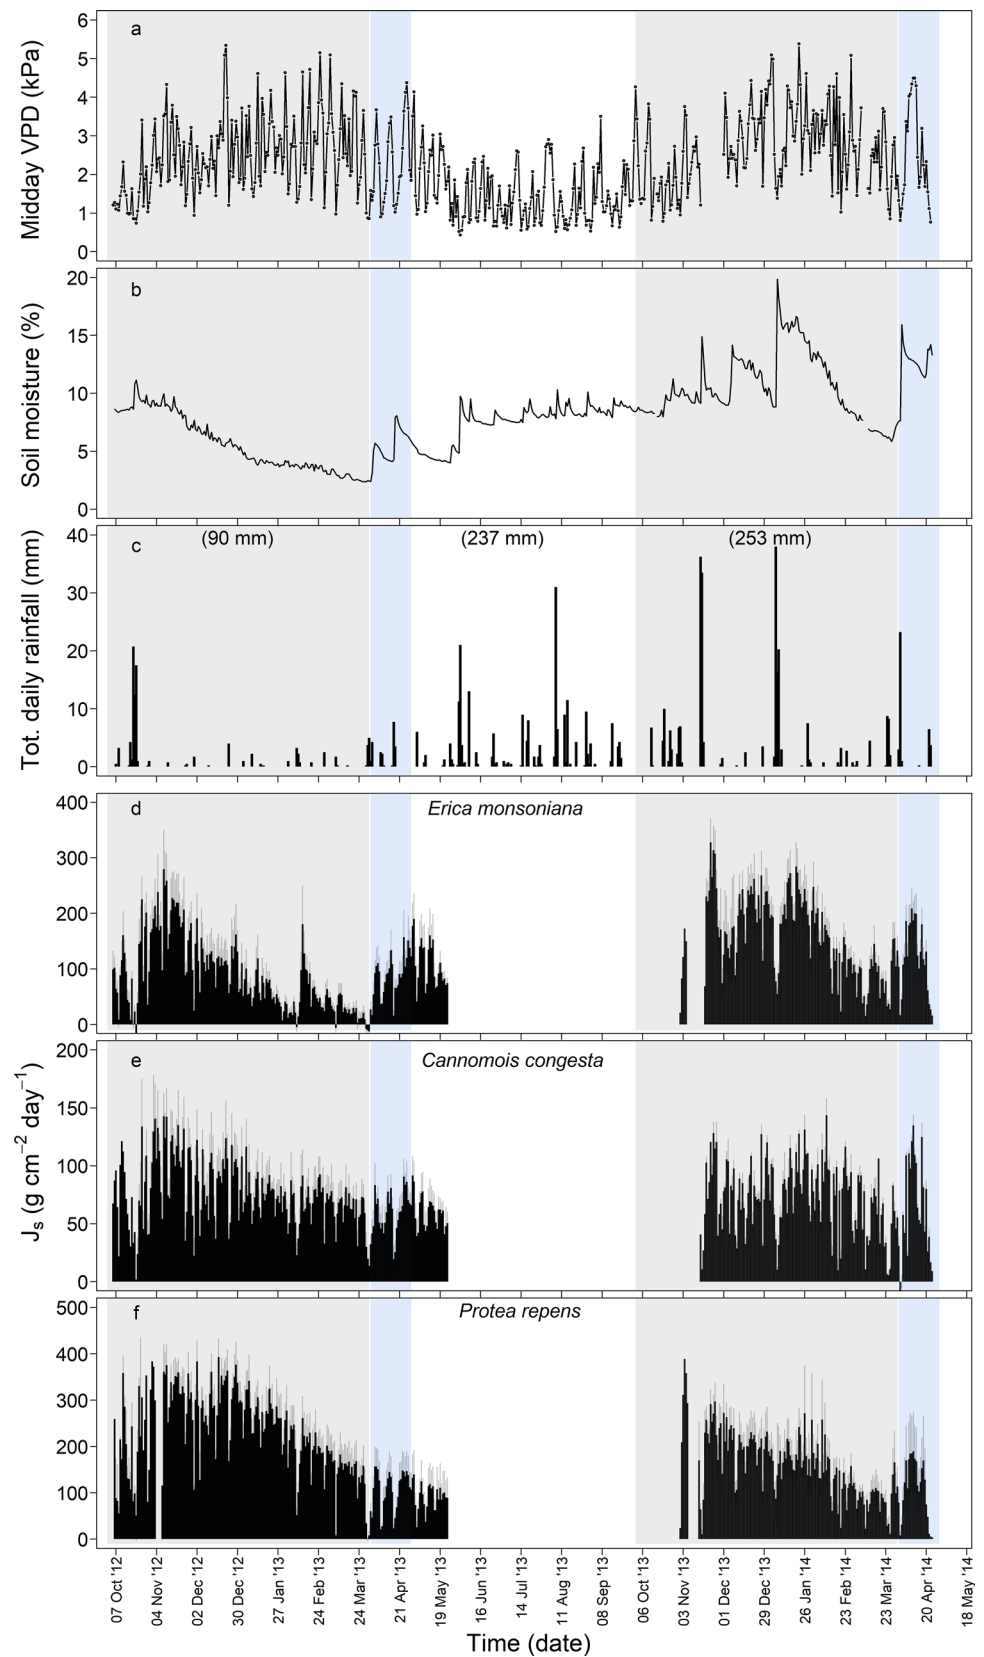 a
Midday VPD (kPa)
6
5
4
3
2
1
0
b
Soil moisture (%)
20
15
10
5
0
c
(90 mm) (237 mm) (253 mm)
Tot. daily rainfall (mm)
40
30
20
10
0
d
Erica monsoniana
400
300
200
100
0
e
Cannomois congesta
Js (g cm−2 day−1)
200
150
100
50
0
f
Protea repens
500
400
300
200
100
0
07 Oct '12
04 Nov '12
02 Dec '12
30 Dec '12
27 Jan '13
24 Feb '13
24 Mar '13
21 Apr '13
19 May '13
16 Jun '13
14 Jul '13
11 Aug '13
08 Sep '13
06 Oct '13
03 Nov '13
01 Dec '13
29 Dec '13
26 Jan '14
23 Feb '14
23 Mar '14
20 Apr '14
18 May '14
Time (date)